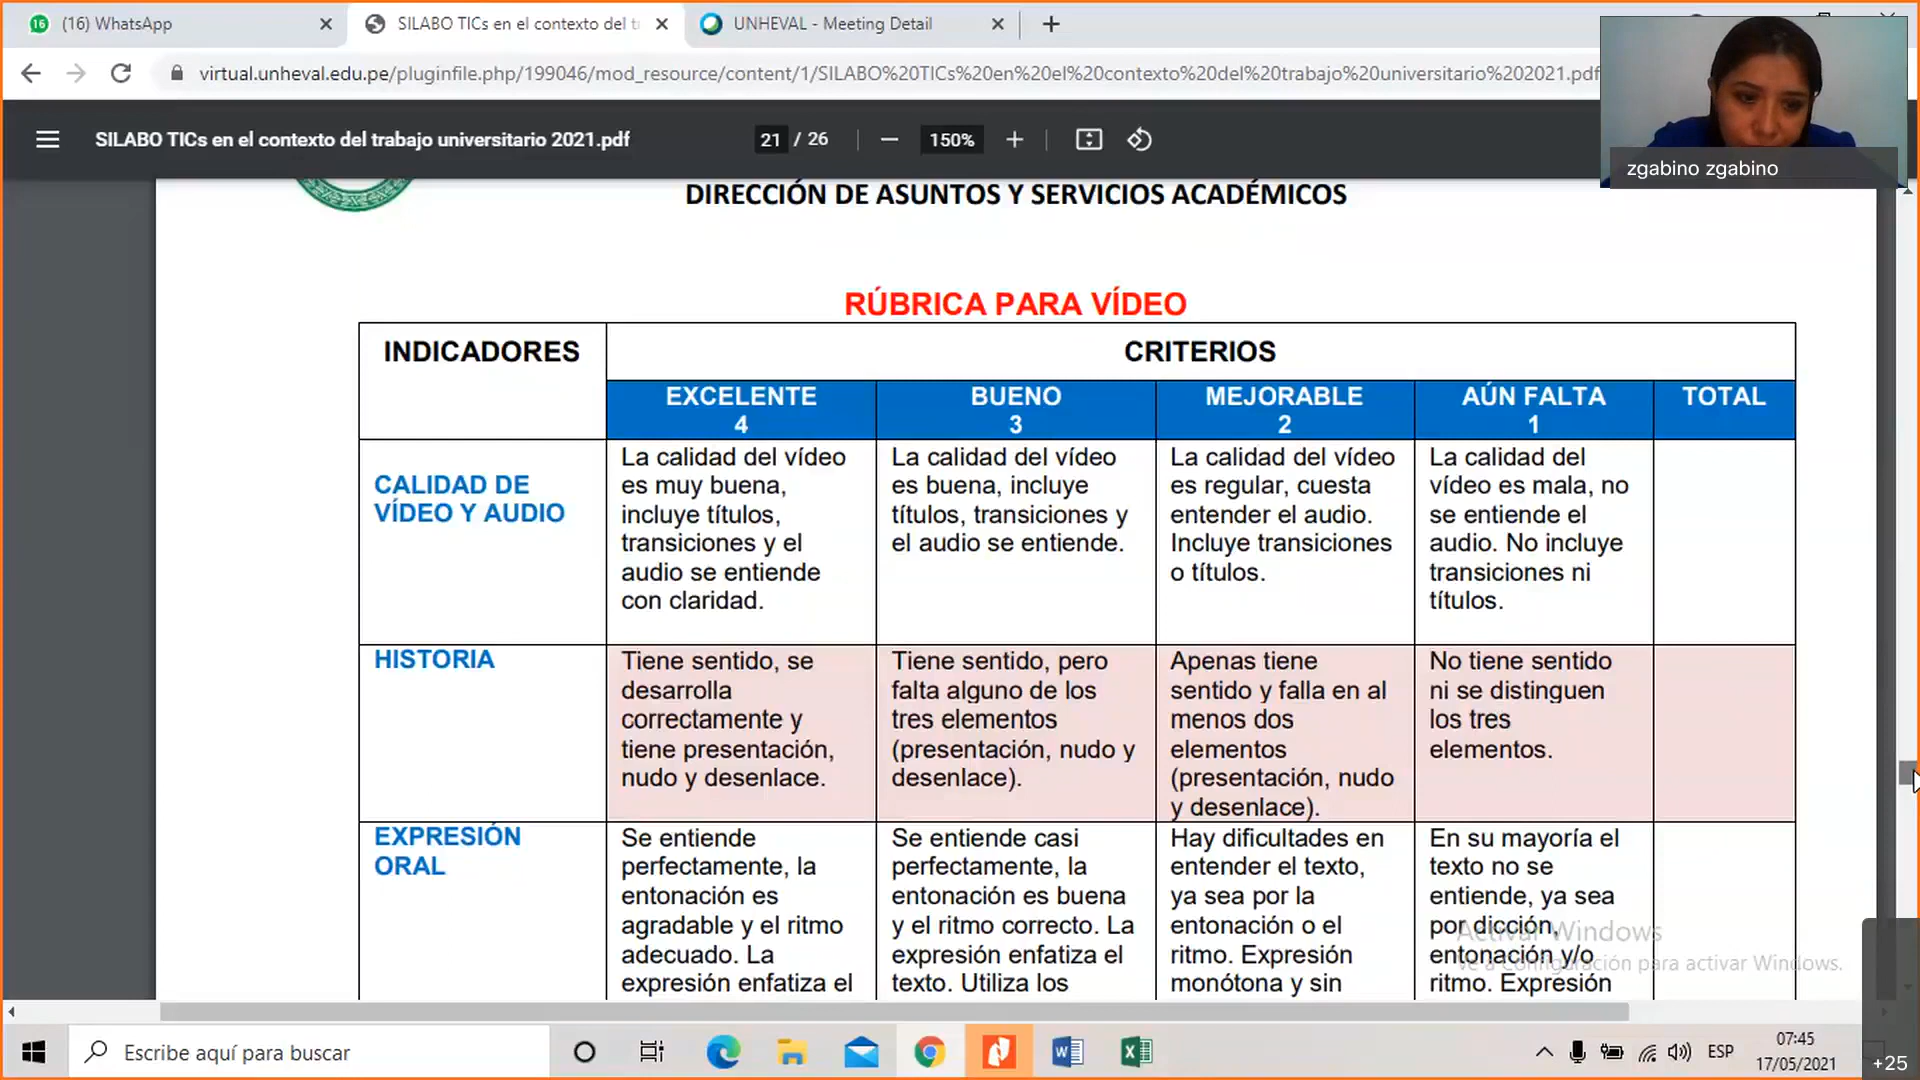 (16) WhatsApp
SILABO TICs en el contexto del t
UNHEVAL - Meeting Detail
virtual.unheval.edu.pe/pluginfile.php/199046/mod_resource/content/1/SILABO%20TICs%20en%20el%20contexto%20del%20trabajo%20universitario%202021.pdf
zgabino zgabino
SILABO TICs en el contexto del trabajo universitario 2021.pdf
21 / 26
150%
DIRECCIÓN DE ASUNTOS Y SERVICIOS ACADÉMICOS
RÚBRICA PARA VÍDEO
INDICADORES
CRITERIOS
EXCELENTE
4
BUENO
3
MEJORABLE
2
AÚN FALTA
1
TOTAL
CALIDAD DE
VÍDEO Y AUDIO
La calidad del vídeo
es muy buena,
incluye títulos,
transiciones y el
audio se entiende
con claridad.
La calidad del vídeo
es buena, incluye
títulos, transiciones y
el audio se entiende.
La calidad del vídeo
es regular, cuesta
entender el audio.
Incluye transiciones
o títulos.
La calidad del
vídeo es mala, no
se entiende el
audio. No incluye
transiciones ni
títulos.
HISTORIA
Tiene sentido, se
desarrolla
correctamente y
tiene presentación,
nudo y desenlace.
Tiene sentido, pero
falta alguno de los
tres elementos
(presentación, nudo y
desenlace).
Apenas tiene
sentido y falla en al
menos dos
elementos
(presentación, nudo
y desenlace).
No tiene sentido
ni se distinguen
los tres
elementos.
EXPRESIÓN
ORAL
Se entiende
perfectamente, la
entonación es
agradable y el ritmo
adecuado. La
expresión enfatiza el
Se entiende casi
perfectamente, la
entonación es buena
y el ritmo correcto. La
expresión enfatiza el
texto. Utiliza los
Hay dificultades en
entender el texto,
ya sea por la
entonación o el
ritmo. Expresión
monótona y sin
En su mayoría el
texto no se
entiende, ya sea
por dicción,
entonación y/o
ritmo. Expresión
Activar Windows
Ve a Configuración para activar Windows.
Escribe aquí para buscar
ESP
07:45
17/05/2021
+25